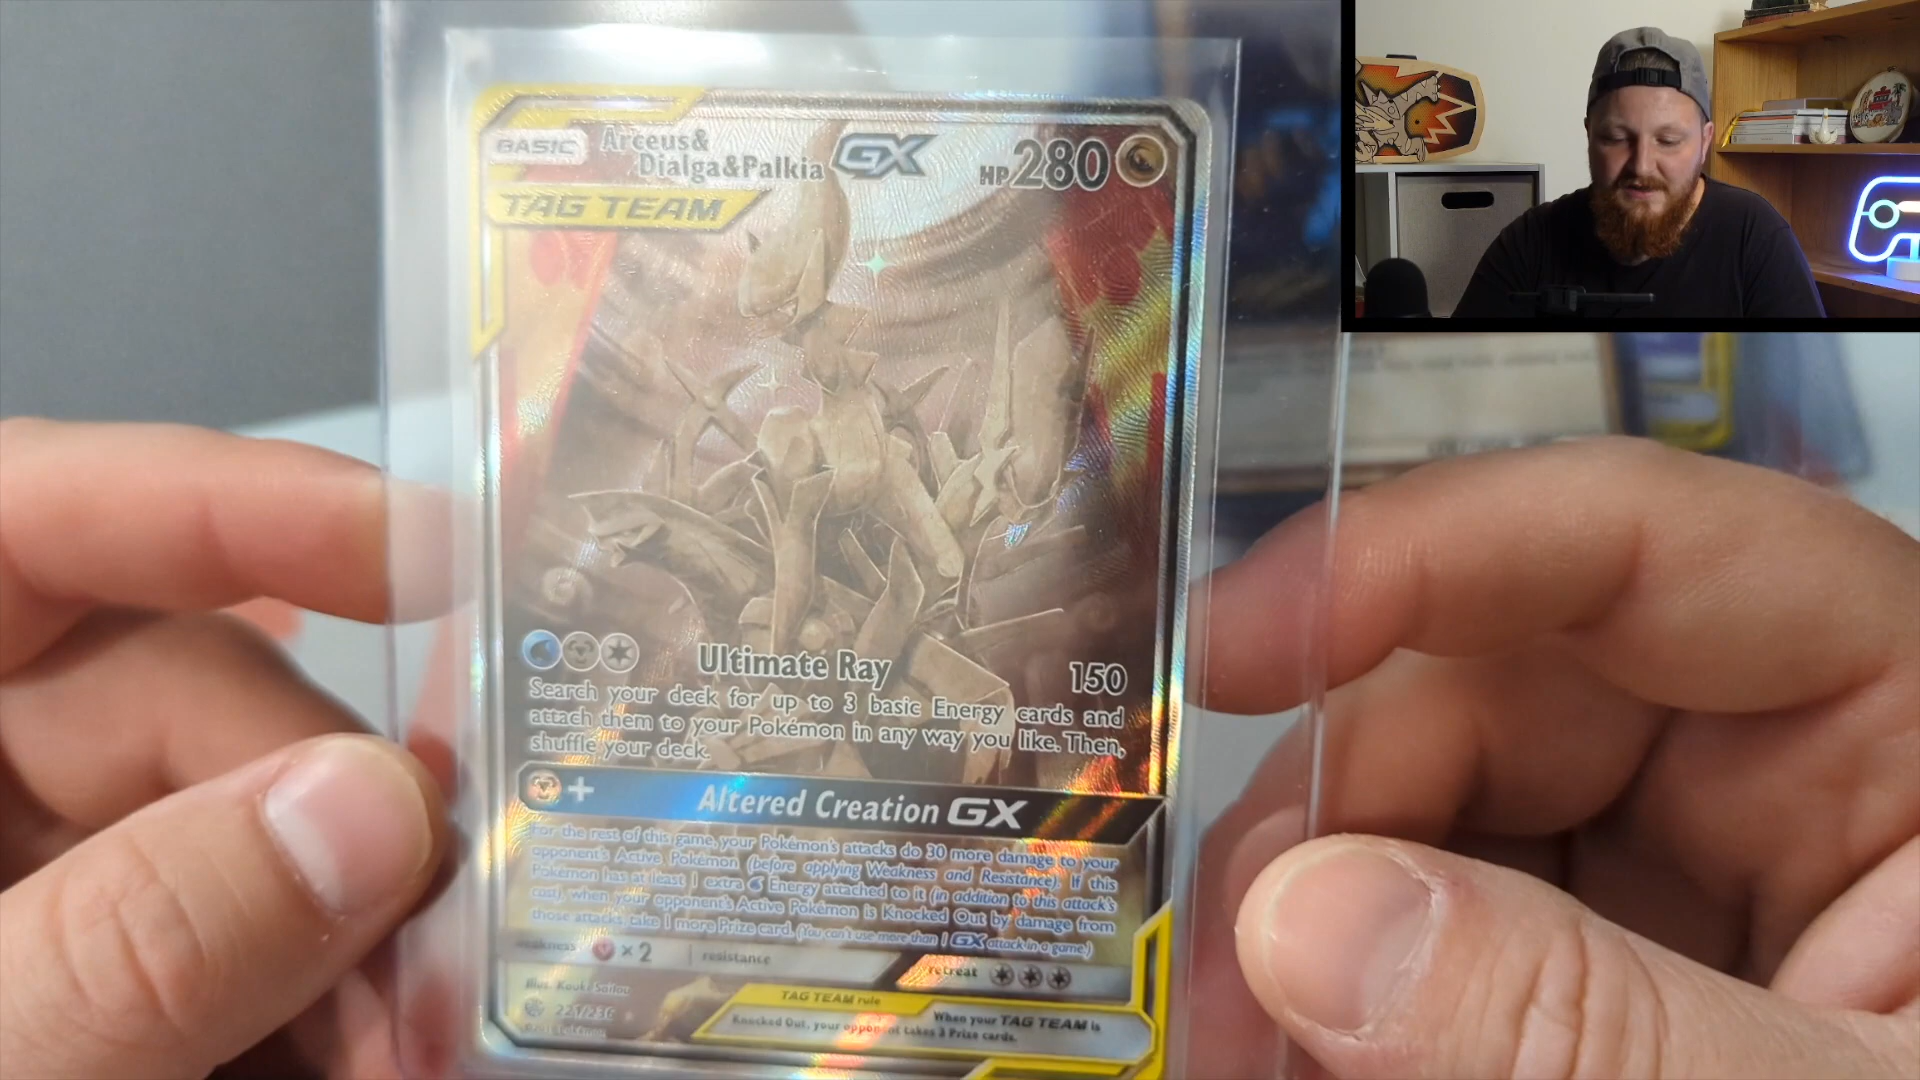 BASIC
Arceus&
Dialga&Palkia GX
HP280
TAG TEAM
Ultimate Ray 150
Search your deck for up to 3 basic Energy cards and
attach them to your Pokémon in any way you like. Then,
shuffle your deck.
+ Altered Creation GX
For the rest of this game, your Pokémon's attacks do 30 more damage to your
opponent's Active Pokémon (before applying Weakness and Resistance). If this
Pokémon has at least 1 extra Energy attached to it (in addition to this attack's
cost), when your opponent's Active Pokémon is Knocked Out by damage from
those attacks, take 1 more Prize card. (You can't use more than 1 GX attack in a game.)
weakness ×2 resistance
retreat
Illus. Kouki Saitou
TAG TEAM rule
When your TAG TEAM is
Knocked Out, your opponent takes 3 Prize cards.